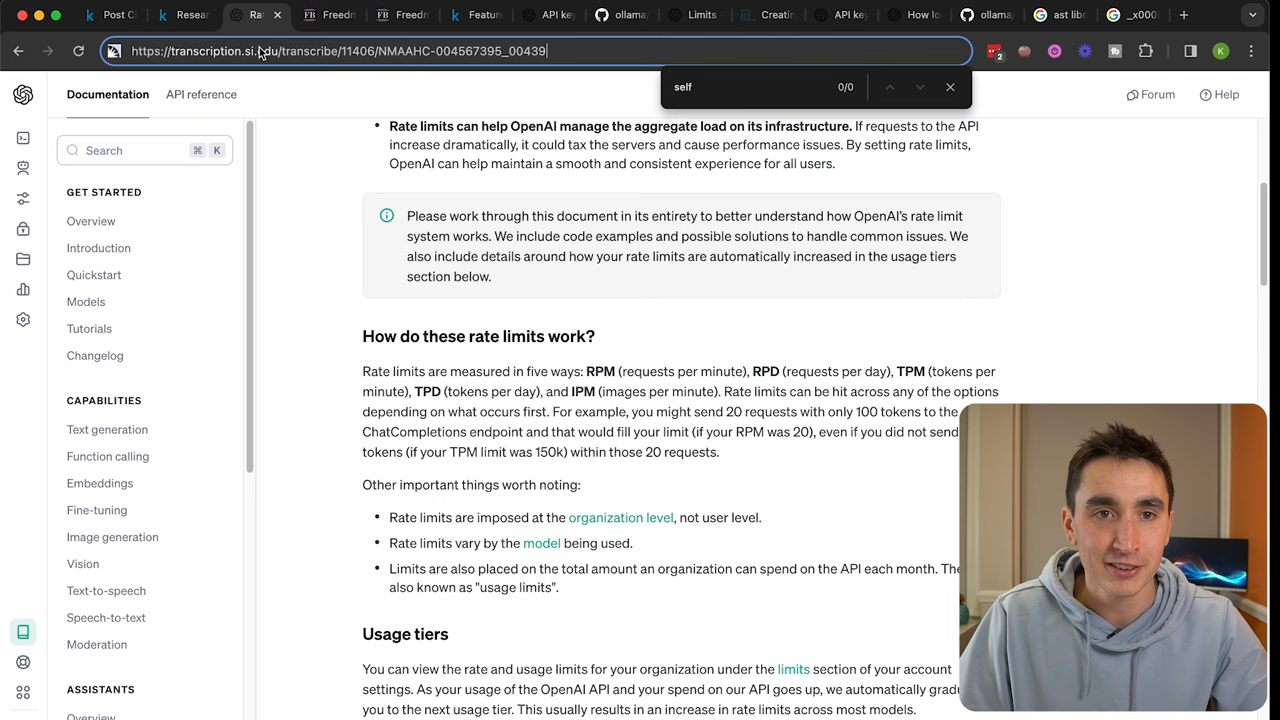 Post C
Resear
Rat
Freedm
Freedm
Feature
API key
ollama/
Limits
Creatin
API key
How lo
ollama,
ast libr
_x000
https://transcription.si.edu/transcribe/11406/NMAAHC-004567395_00439
2
K
self 0/0
Documentation API reference
Forum Help
Search ⌘ K
GET STARTED
Overview
Introduction
Quickstart
Models
Tutorials
Changelog
CAPABILITIES
Text generation
Function calling
Embeddings
Fine-tuning
Image generation
Vision
Text-to-speech
Speech-to-text
Moderation
ASSISTANTS
Overview
• Rate limits can help OpenAI manage the aggregate load on its infrastructure. If requests to the API
increase dramatically, it could tax the servers and cause performance issues. By setting rate limits,
OpenAI can help maintain a smooth and consistent experience for all users.
Please work through this document in its entirety to better understand how OpenAI's rate limit
system works. We include code examples and possible solutions to handle common issues. We
also include details around how your rate limits are automatically increased in the usage tiers
section below.
How do these rate limits work?
Rate limits are measured in five ways: RPM (requests per minute), RPD (requests per day), TPM (tokens per
minute), TPD (tokens per day), and IPM (images per minute). Rate limits can be hit across any of the options
depending on what occurs first. For example, you might send 20 requests with only 100 tokens to the
ChatCompletions endpoint and that would fill your limit (if your RPM was 20), even if you did not send
tokens (if your TPM limit was 150k) within those 20 requests.
Other important things worth noting:
• Rate limits are imposed at the organization level, not user level.
• Rate limits vary by the model being used.
• Limits are also placed on the total amount an organization can spend on the API each month. The
also known as "usage limits".
Usage tiers
You can view the rate and usage limits for your organization under the limits section of your account
settings. As your usage of the OpenAI API and your spend on our API goes up, we automatically gradu
you to the next usage tier. This usually results in an increase in rate limits across most models.